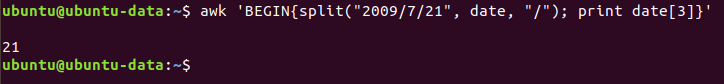 ubuntu@ubuntu-data:~$ awk 'BEGIN{split("2009/7/21", date, "/"); print date[3]}'
21
ubuntu@ubuntu-data:~$